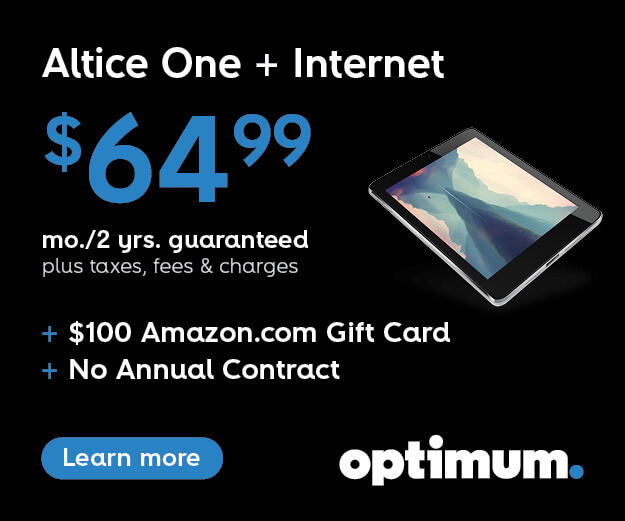 Altice One + Internet
$64.99
mo./2 yrs. guaranteed
plus taxes, fees & charges
+ $100 Amazon.com Gift Card
+ No Annual Contract
Learn more
optimum.